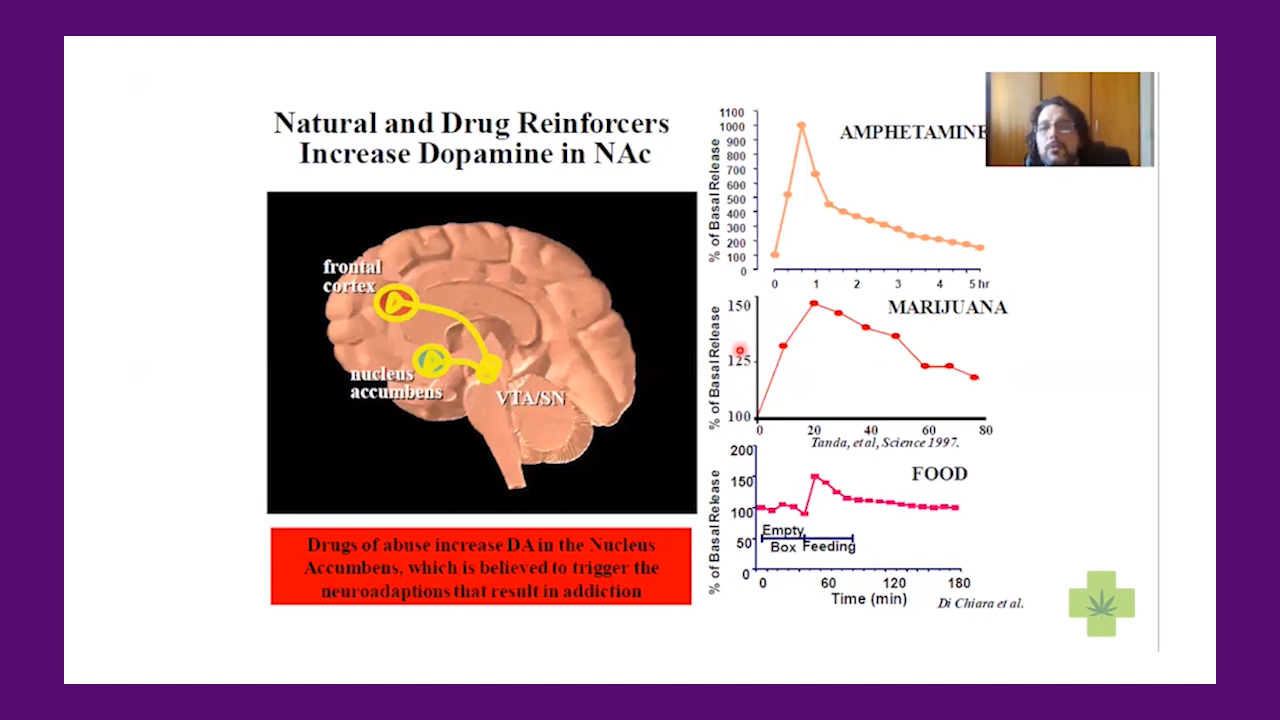 Natural and Drug Reinforcers
Increase Dopamine in NAc
frontal
cortex
nucleus
accumbens
VTA/SN
Drugs of abuse increase DA in the Nucleus
Accumbens, which is believed to trigger the
neuroadaptions that result in addiction
AMPHETAMINE
% of Basal Release
1100
1000
900
800
700
600
500
400
300
200
100
0
0 1 2 3 4 5 hr
MARIJUANA
% of Basal Release
150
125
100
0 20 40 60 80
Tanda, et al, Science 1997.
FOOD
% of Basal Release
200
150
100
50
0
Empty
Box Feeding
0 60 120 180
Time (min)
Di Chiara et al.